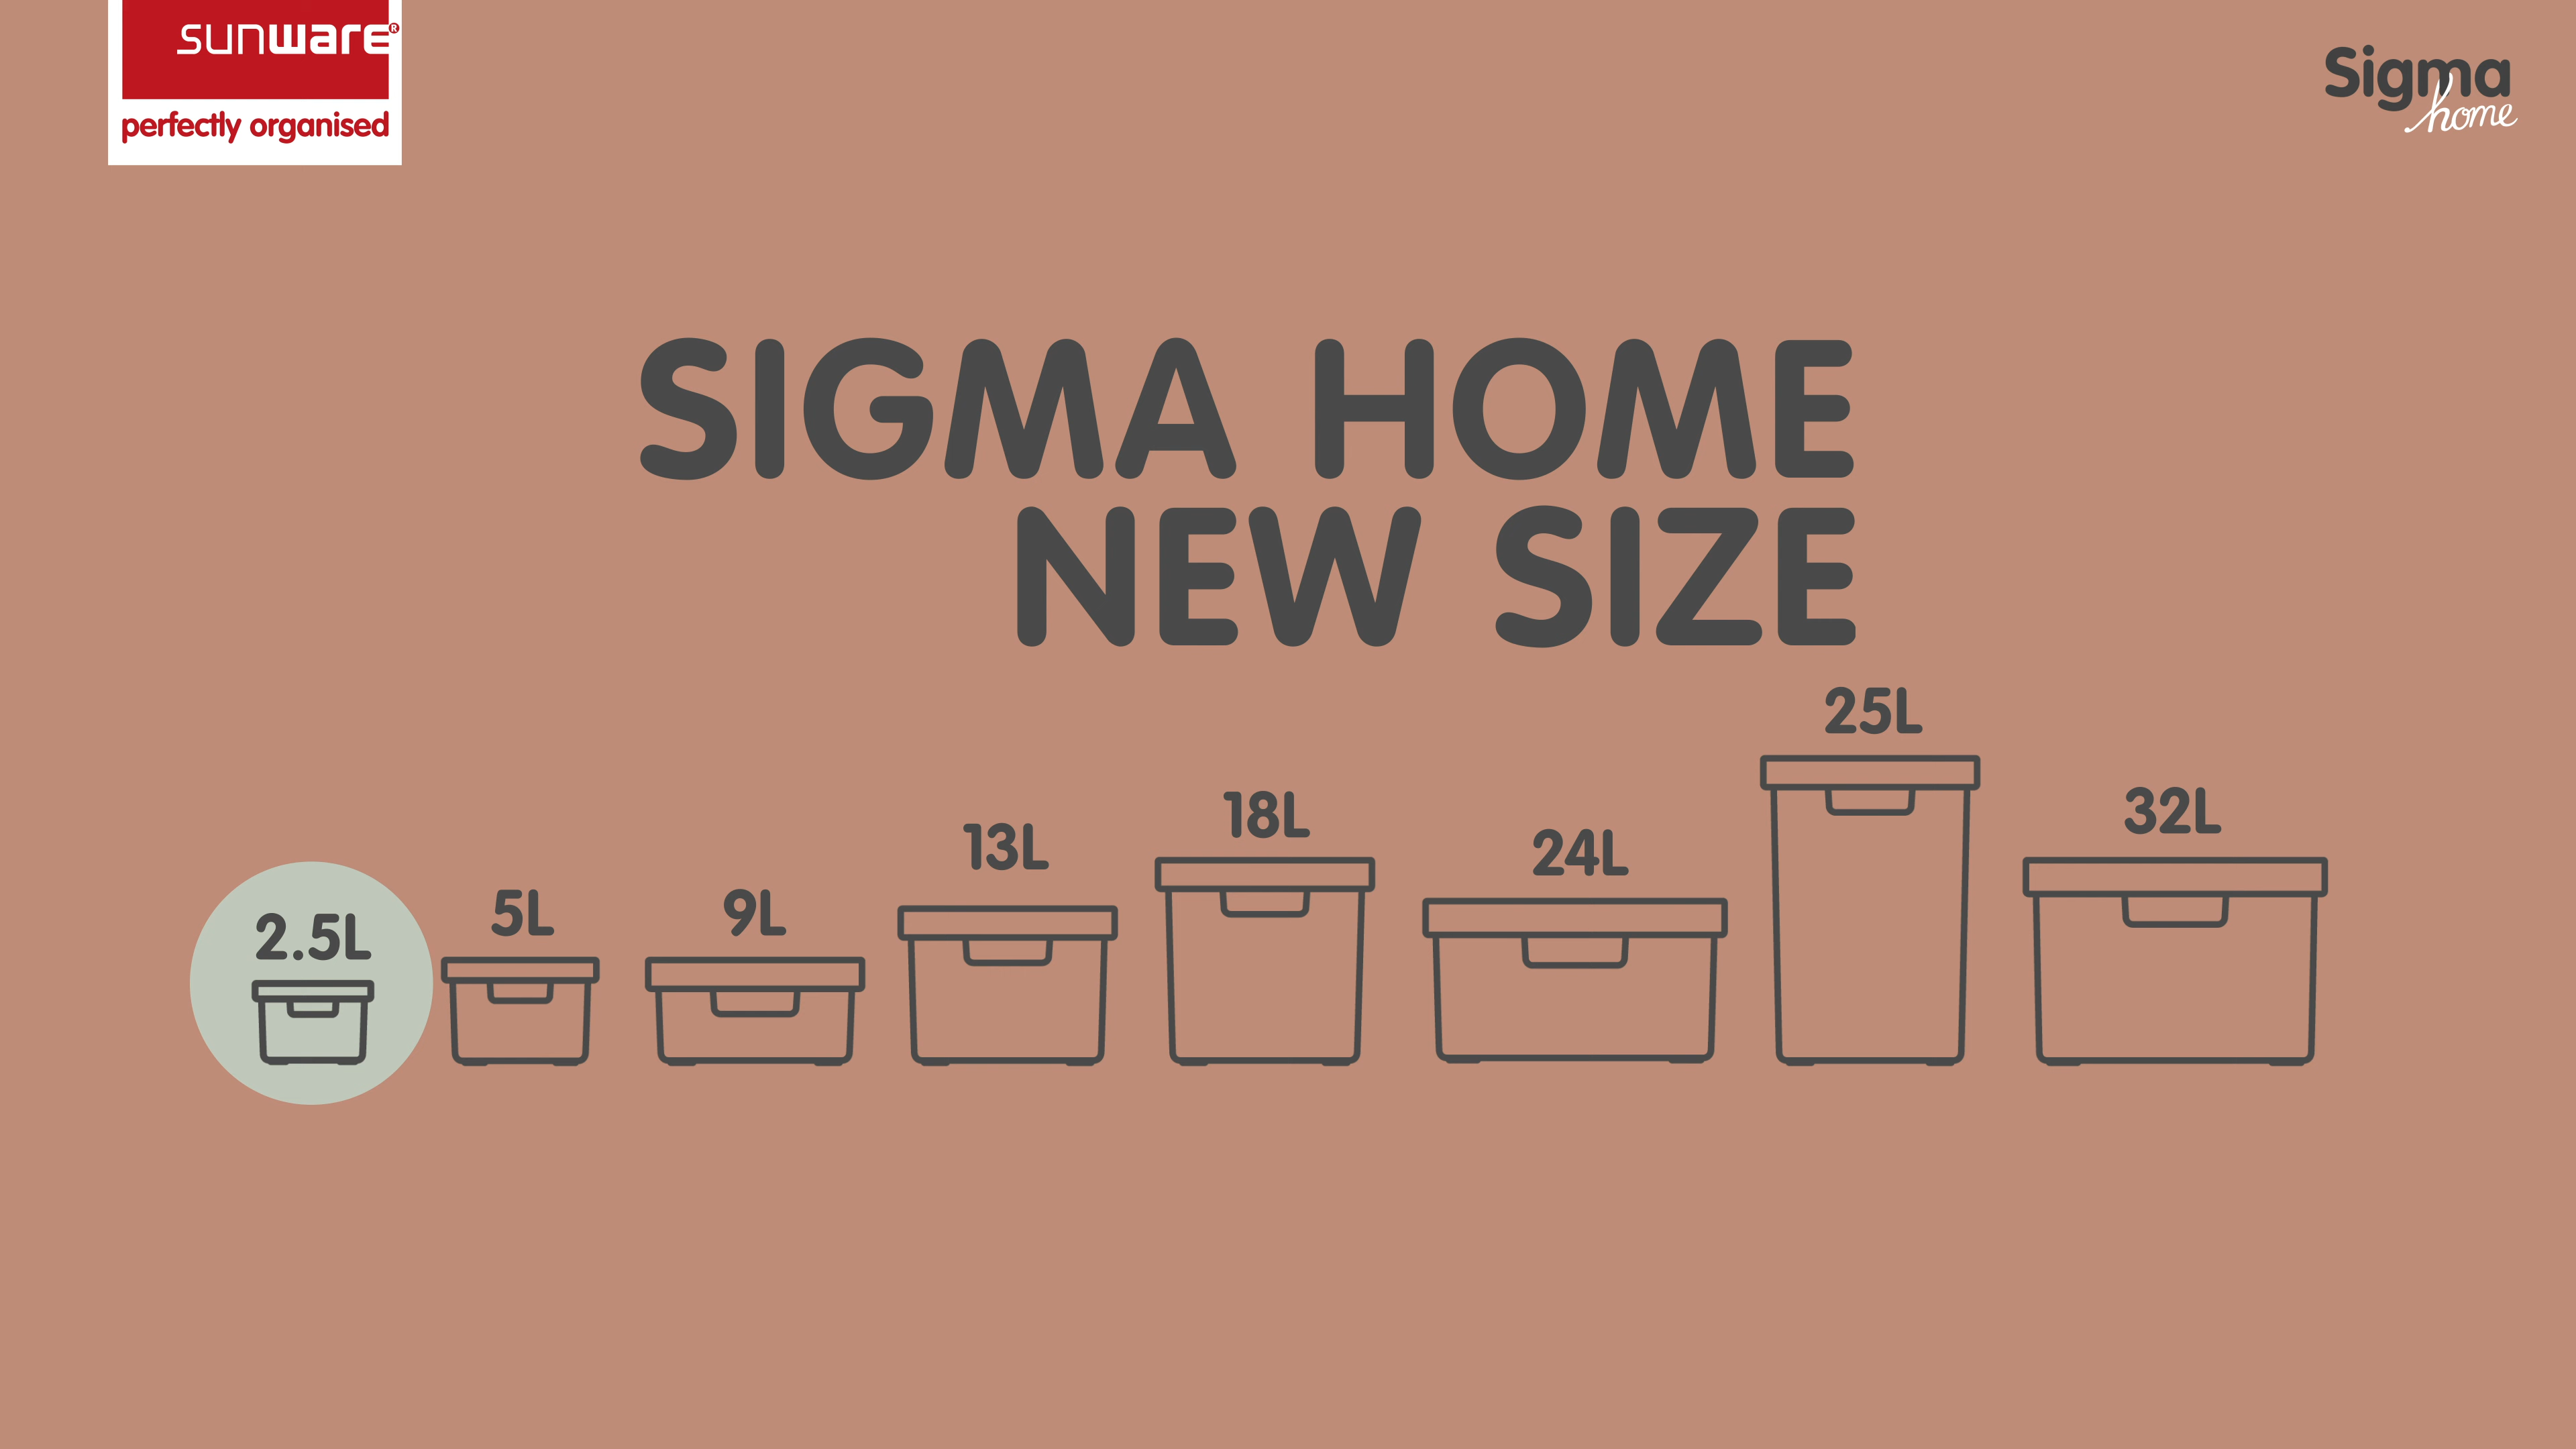 sunware®
perfectly organised
Sigma
home
SIGMA HOME
NEW SIZE
2.5L
5L
9L
13L
18L
24L
25L
32L